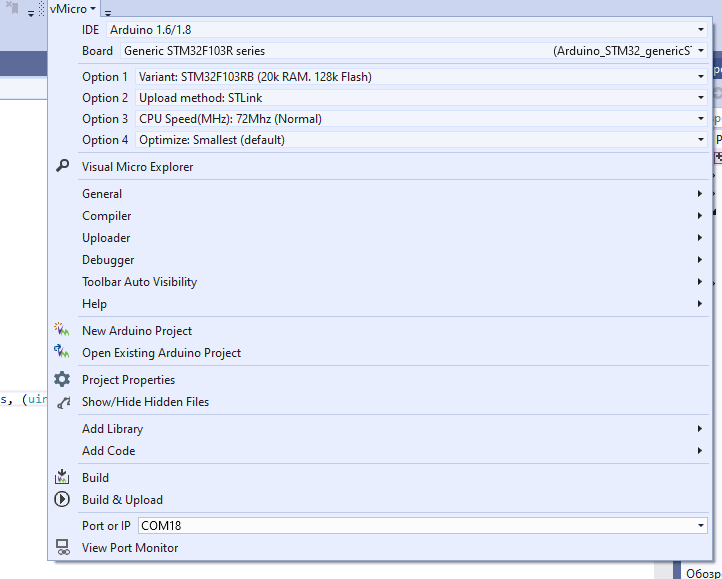 vMicro
IDE Arduino 1.6/1.8
Board Generic STM32F103R series (Arduino_STM32_genericS
Option 1 Variant: STM32F103RB (20k RAM. 128k Flash)
Option 2 Upload method: STLink
Option 3 CPU Speed(MHz): 72Mhz (Normal)
Option 4 Optimize: Smallest (default)
Visual Micro Explorer
General
Compiler
Uploader
Debugger
Toolbar Auto Visibility
Help
New Arduino Project
Open Existing Arduino Project
Project Properties
Show/Hide Hidden Files
s, (uin
Add Library
Add Code
Build
Build & Upload
Port or IP COM18
View Port Monitor
Обозр